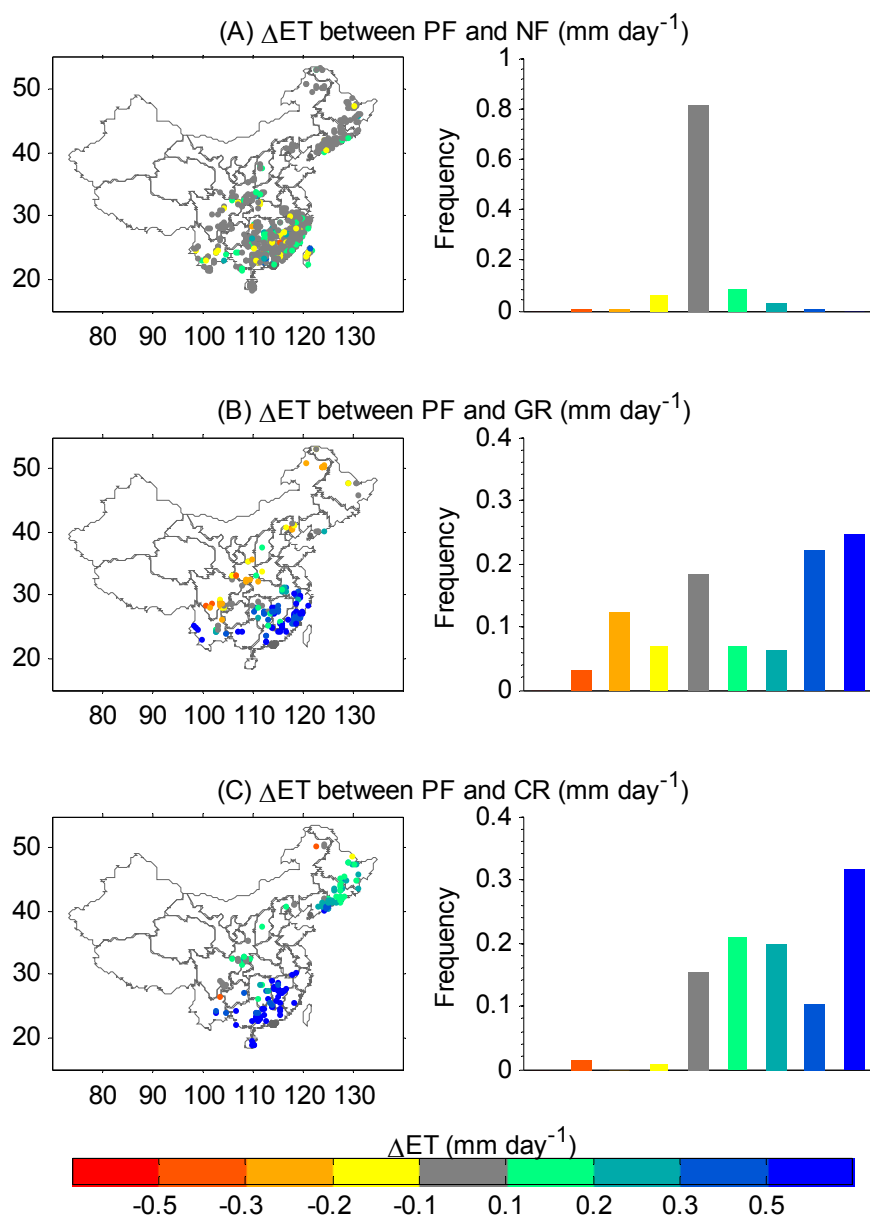 (A) ΔET between PF and NF (mm day⁻¹)
50
40
30
20
80 90 100 110 120 130
Frequency
1
0.8
0.6
0.4
0.2
0
(B) ΔET between PF and GR (mm day⁻¹)
50
40
30
20
80 90 100 110 120 130
Frequency
0.4
0.3
0.2
0.1
0
(C) ΔET between PF and CR (mm day⁻¹)
50
40
30
20
80 90 100 110 120 130
Frequency
0.4
0.3
0.2
0.1
0
ΔET (mm day⁻¹)
-0.5 -0.3 -0.2 -0.1 0.1 0.2 0.3 0.5